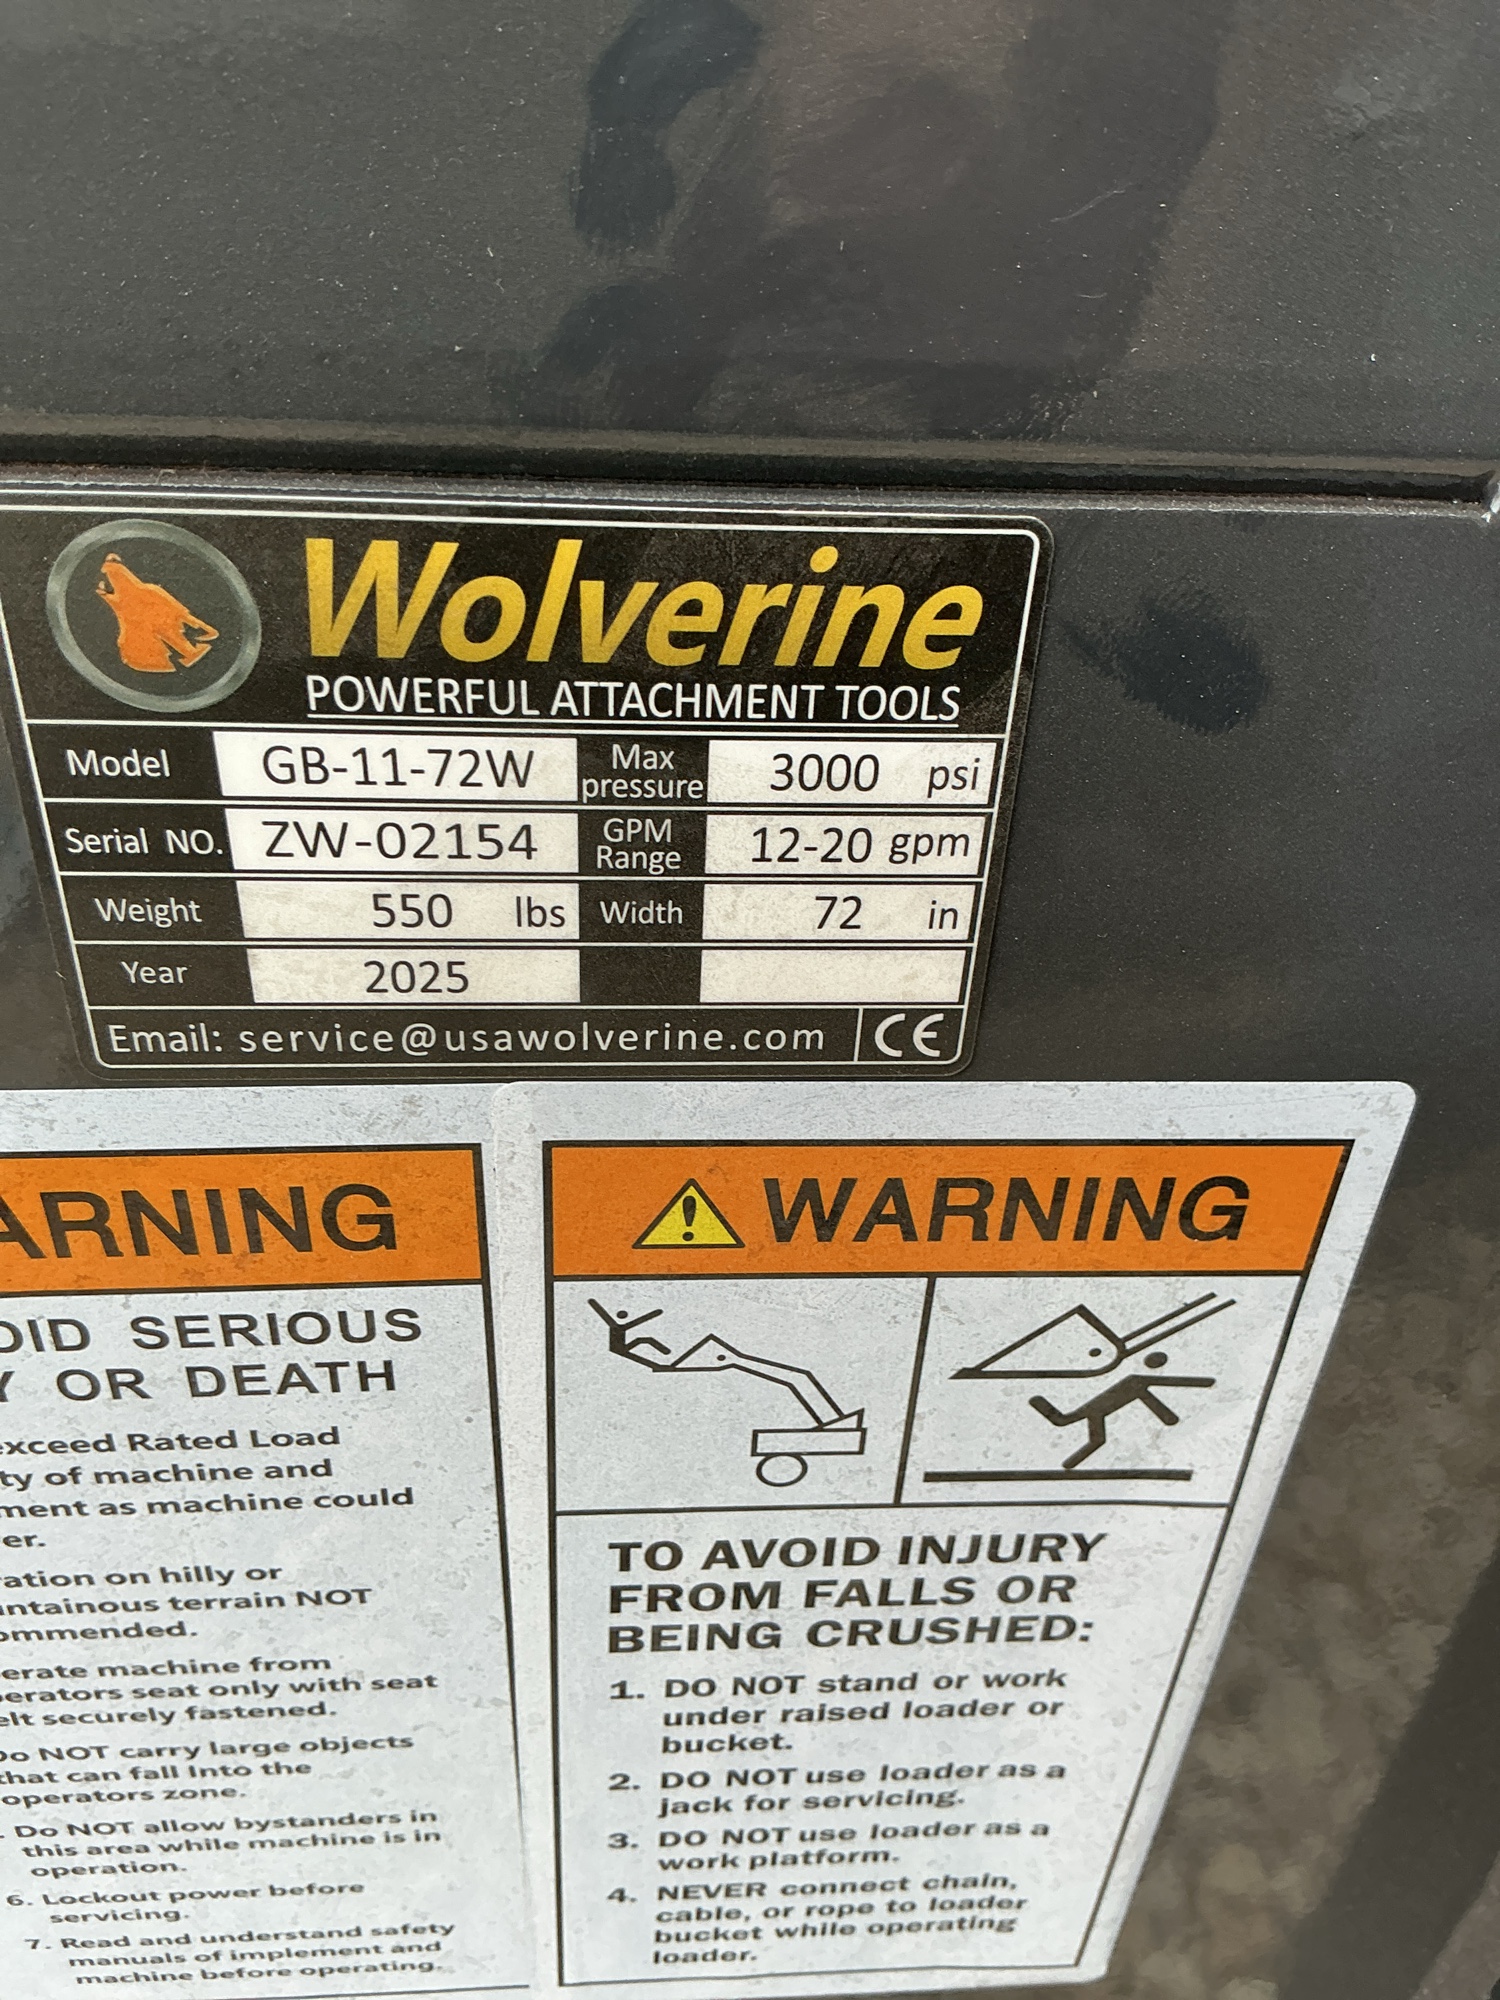 Wolverine
POWERFUL ATTACHMENT TOOLS
Model GB-11-72W Max pressure 3000 psi
Serial NO. ZW-02154 GPM Range 12-20 gpm
Weight 550 lbs Width 72 in
Year 2025
Email: service@usawolverine.com CE
ARNING
OID SERIOUS
Y OR DEATH
exceed Rated Load
ty of machine and
ment as machine could
er.
ation on hilly or
ntainous terrain NOT
ommended.
erate machine from
erators seat only with seat
elt securely fastened.
Do NOT carry large objects
that can fall Into the
operators zone.
Do NOT allow bystanders in
this area while machine is in
operation.
6. Lockout power before
servicing.
7. Read and understand safety
manuals of implement and
machine before operating.
WARNING
TO AVOID INJURY
FROM FALLS OR
BEING CRUSHED:
1. DO NOT stand or work
under raised loader or
bucket.
2. DO NOT use loader as a
jack for servicing.
3. DO NOT use loader as a
work platform.
4. NEVER connect chain,
cable, or rope to loader
bucket while operating
loader.